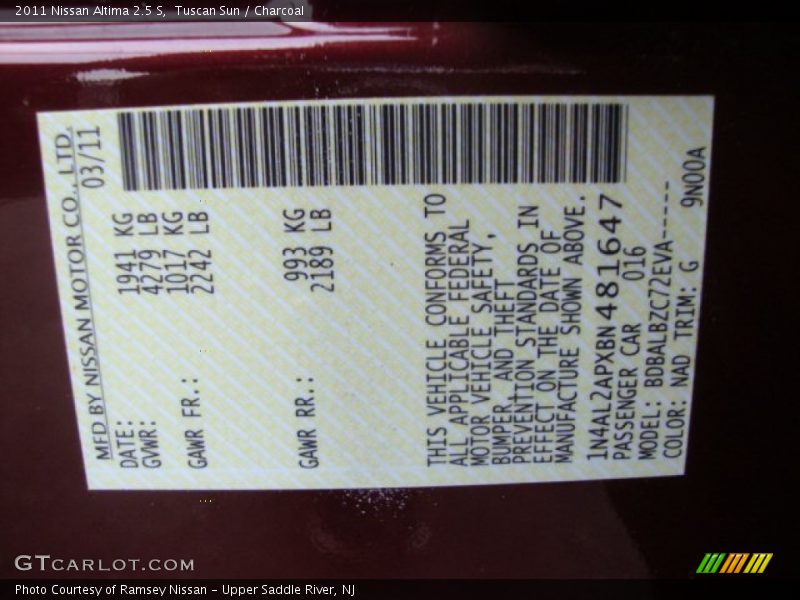 2011 Nissan Altima 2.5 S, Tuscan Sun / Charcoal
MFD BY NISSAN MOTOR CO., LTD.
DATE: 03/11
GVWR: 1941 KG
4279 LB
GAWR FR.: 1017 KG
2242 LB
GAWR RR.: 993 KG
2189 LB
THIS VEHICLE CONFORMS TO
ALL APPLICABLE FEDERAL
MOTOR VEHICLE SAFETY,
BUMPER, AND THEFT
PREVENTION STANDARDS IN
EFFECT ON THE DATE OF
MANUFACTURE SHOWN ABOVE.
1N4AL2APXBN481647
PASSENGER CAR 016
MODEL: BDBALBZC72EVA-----
COLOR: NAD TRIM: G 9N00A
GTCARLOT.COM
Photo Courtesy of Ramsey Nissan - Upper Saddle River, NJ